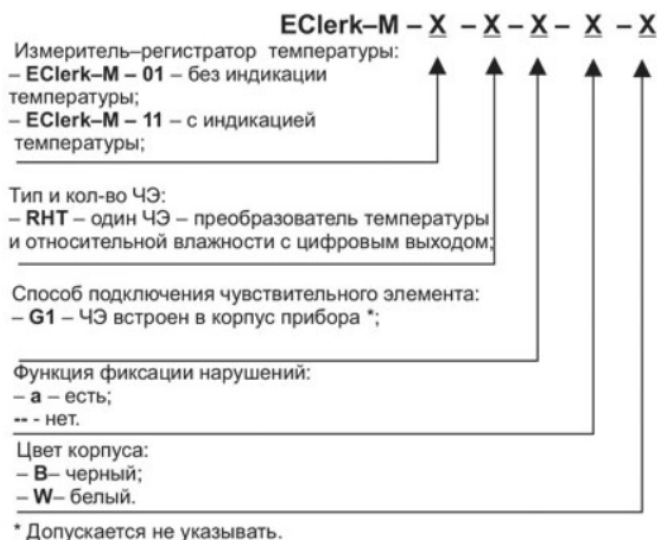 EClerk–M – X – X – X – X – X
Измеритель–регистратор температуры:
– EClerk–M – 01 – без индикации
температуры;
– EClerk–M – 11 – с индикацией
температуры;
Тип и кол-во ЧЭ:
– RHT – один ЧЭ – преобразователь температуры
и относительной влажности с цифровым выходом;
Способ подключения чувствительного элемента:
– G1 – ЧЭ встроен в корпус прибора *;
Функция фиксации нарушений:
– a – есть;
-- - нет.
Цвет корпуса:
– B– черный;
– W– белый.
* Допускается не указывать.